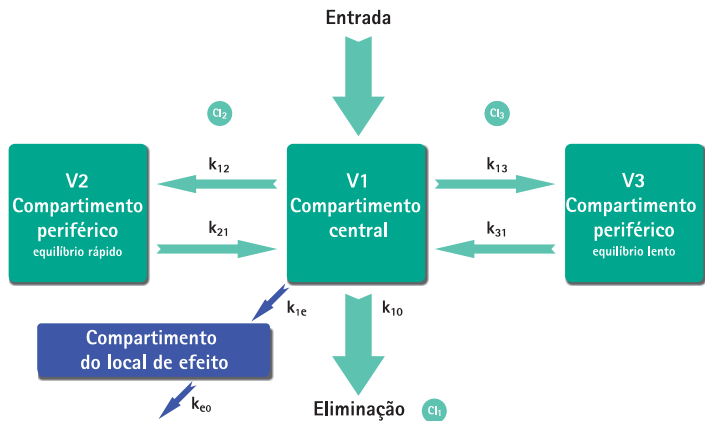 Entrada
Cl₂
Cl₃
k₁₂
k₁₃
V2
Compartimento
periférico
equilíbrio rápido
V1
Compartimento
central
V3
Compartimento
periférico
equilíbrio lento
k₂₁
k₃₁
k₁ₑ
k₁₀
Compartimento
do local de efeito
kₑ₀
Eliminação
Cl₁